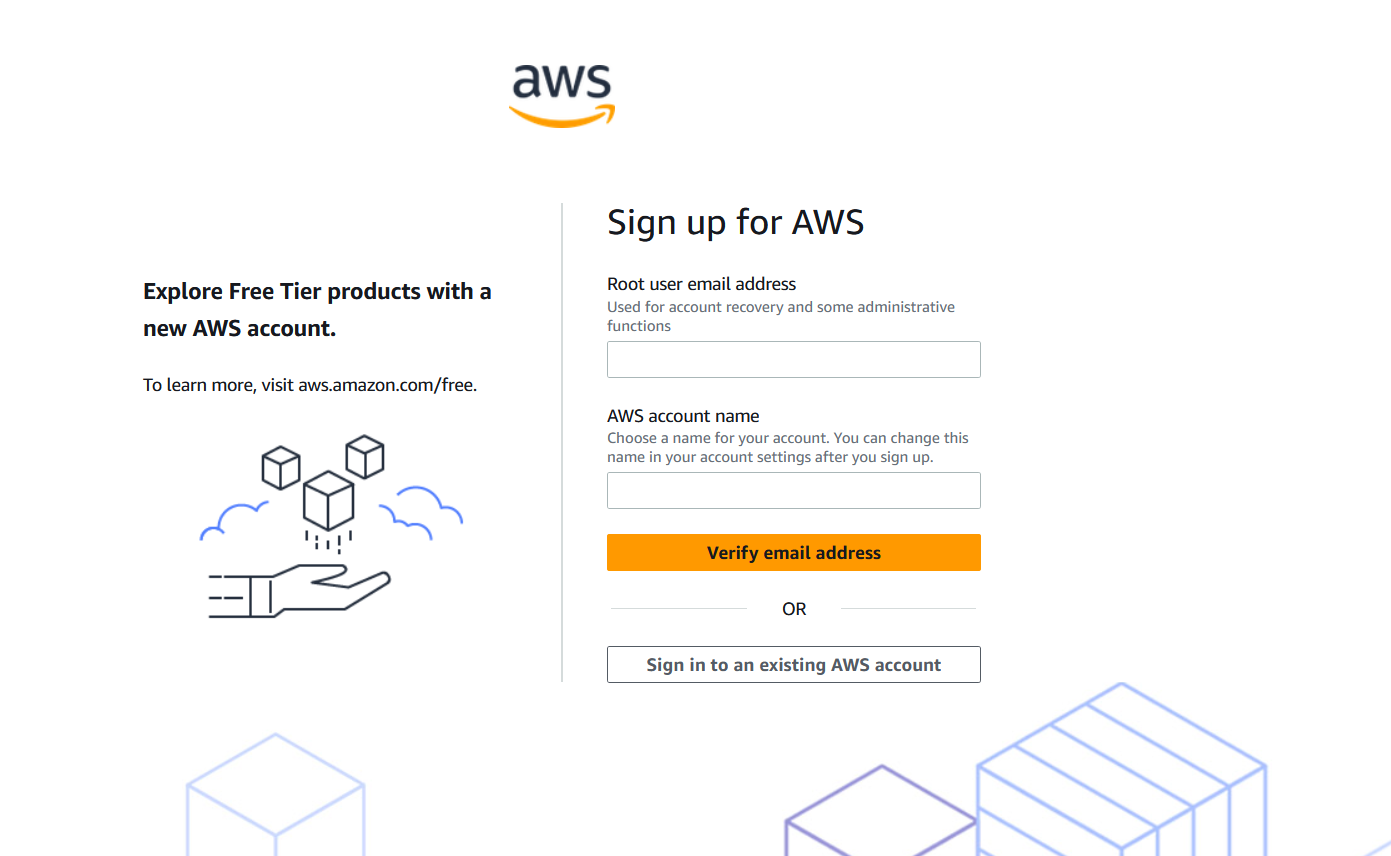 aws
Explore Free Tier products with a
new AWS account.
To learn more, visit aws.amazon.com/free.
Sign up for AWS
Root user email address
Used for account recovery and some administrative
functions
AWS account name
Choose a name for your account. You can change this
name in your account settings after you sign up.
Verify email address
OR
Sign in to an existing AWS account